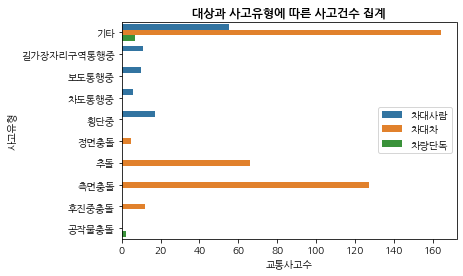 대상과 사고유형에 따른 사고건수 집계
사고유형
기타
길가장자리구역통행중
보도통행중
차도통행중
횡단중
정면충돌
추돌
측면충돌
후진중충돌
공작물충돌
차대사람
차대차
차량단독
0 20 40 60 80 100 120 140 160
교통사고수